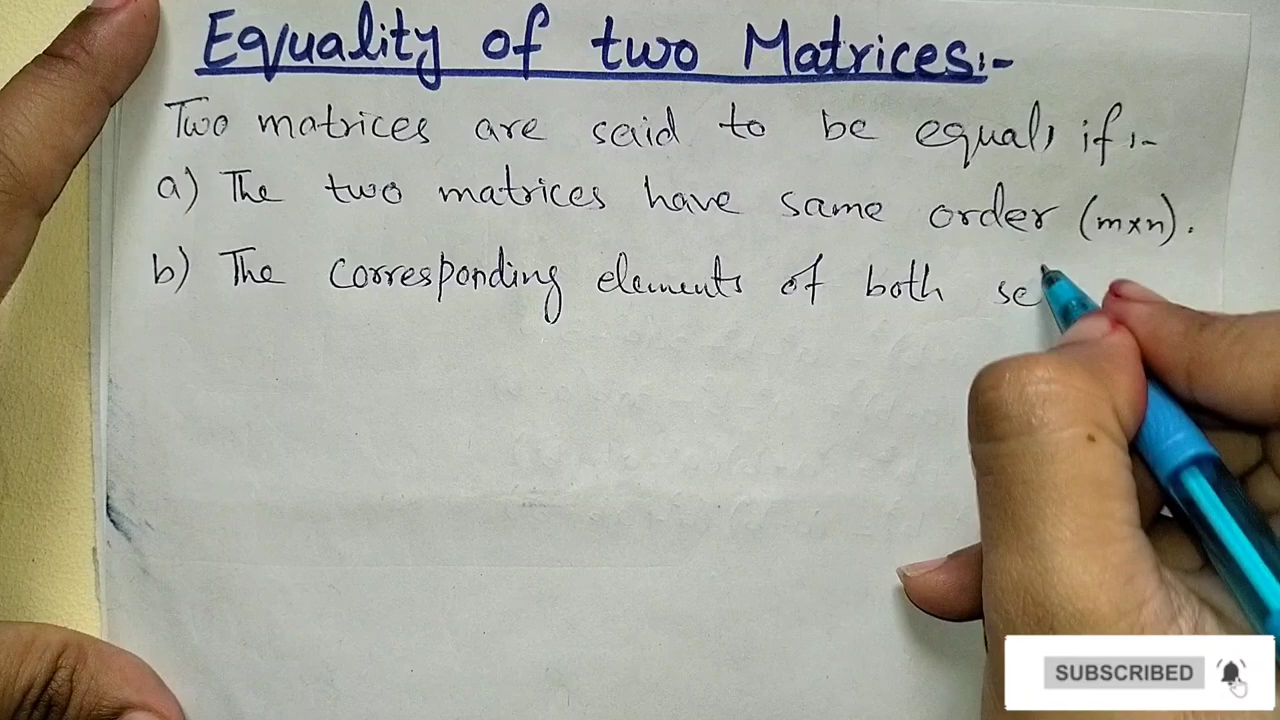 Equality of two Matrices:-
Two matrices are said to be equal, if :-
a) The two matrices have same order (m×n).
b) The corresponding elements of both se
SUBSCRIBED